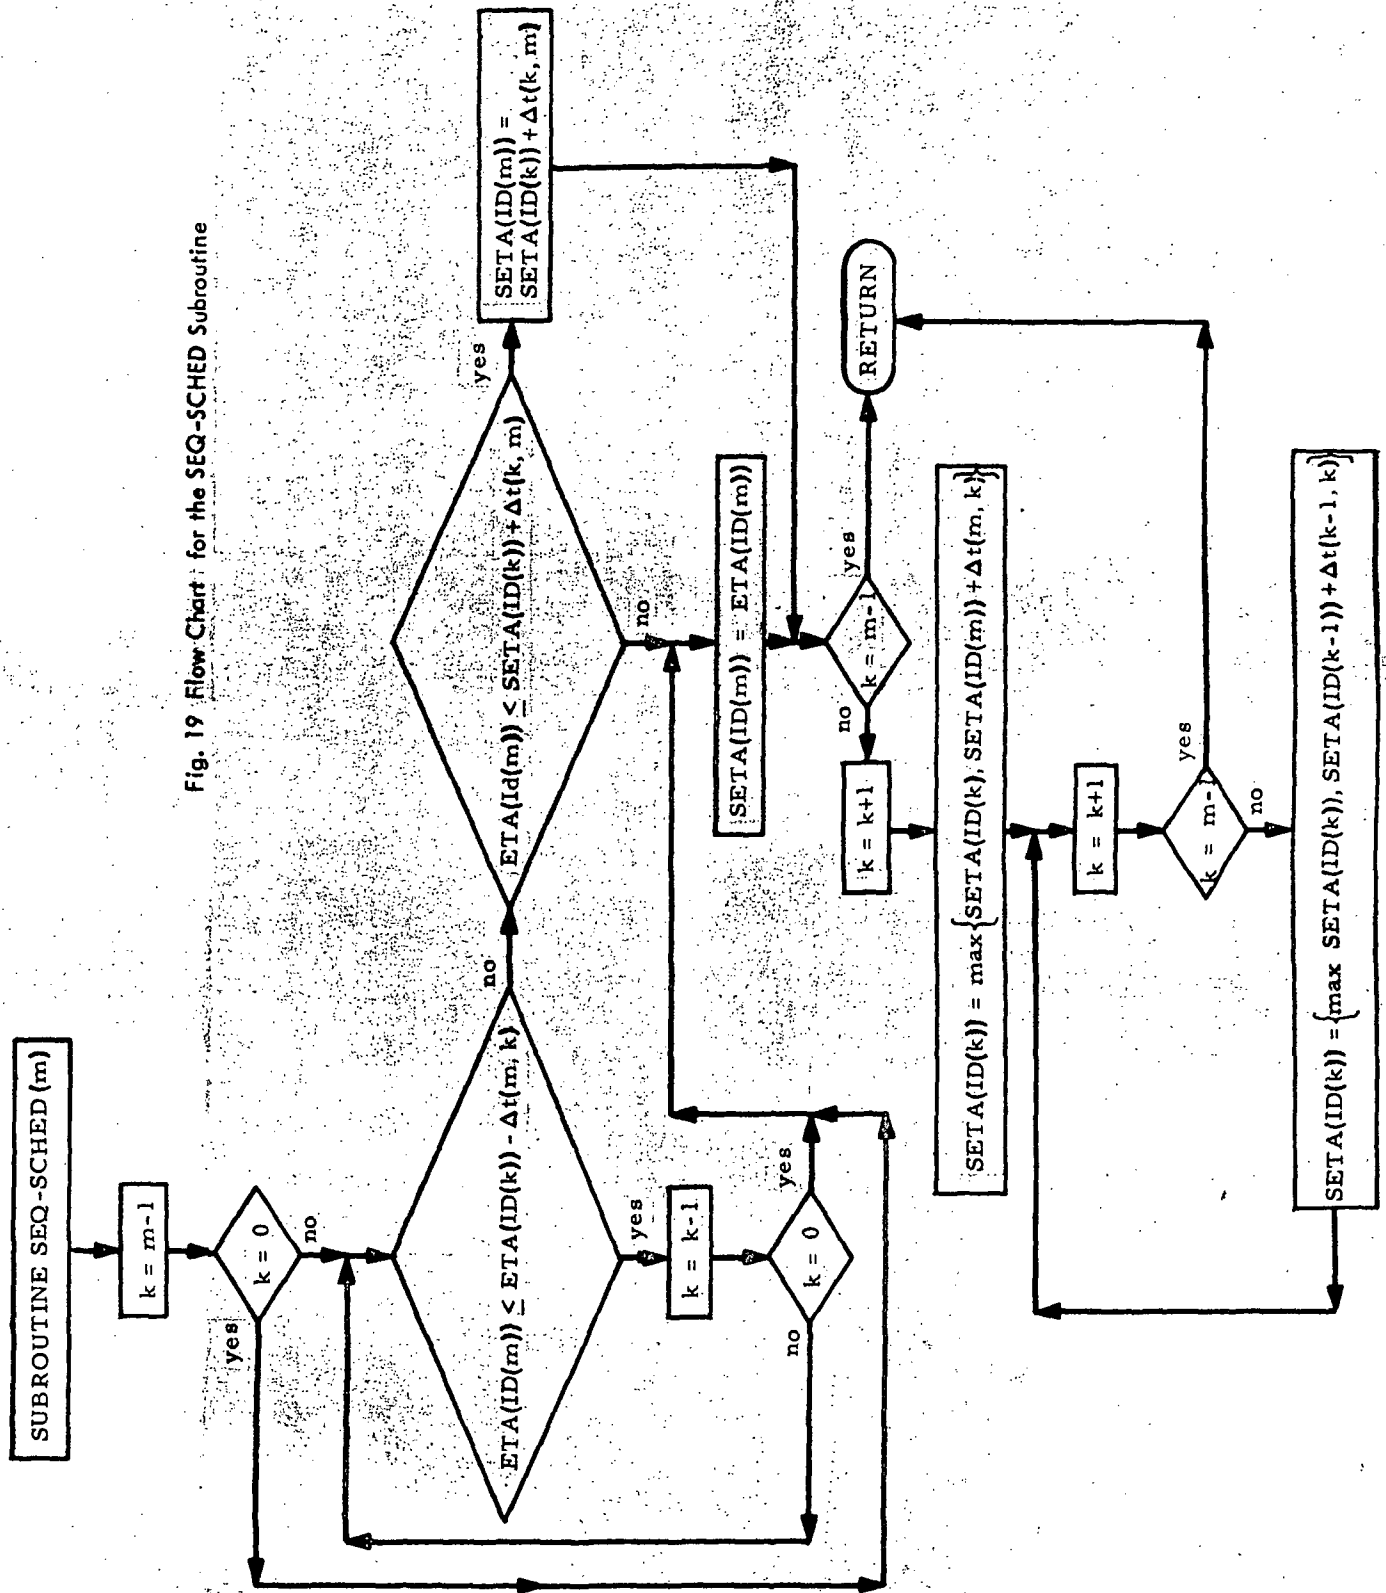 Fig. 19 Flow Chart for the SEQ-SCHED Subroutine
SUBROUTINE SEQ-SCHED (m)
k = m-1
k = 0
yes
no
ETA(ID(m)) ≤ ETA(ID(k)) - Δt(m, k)
no
yes
k = k-1
k = 0
no
yes
ETA(Id(m)) ≤ SETA(ID(k)) + Δt(k, m)
yes
no
SETA(ID(m)) =
SETA(ID(k)) + Δt(k, m)
SETA(ID(m)) = ETA(ID(m))
k = m-1
no
yes
RETURN
k = k+1
SETA(ID(k)) = max{SETA(ID(k), SETA(ID(m)) + Δt(m, k)}
k = k+1
k = m-1
yes
no
SETA(ID(k)) = {max SETA(ID(k)), SETA(ID(k-1)) + Δt(k-1, k)}